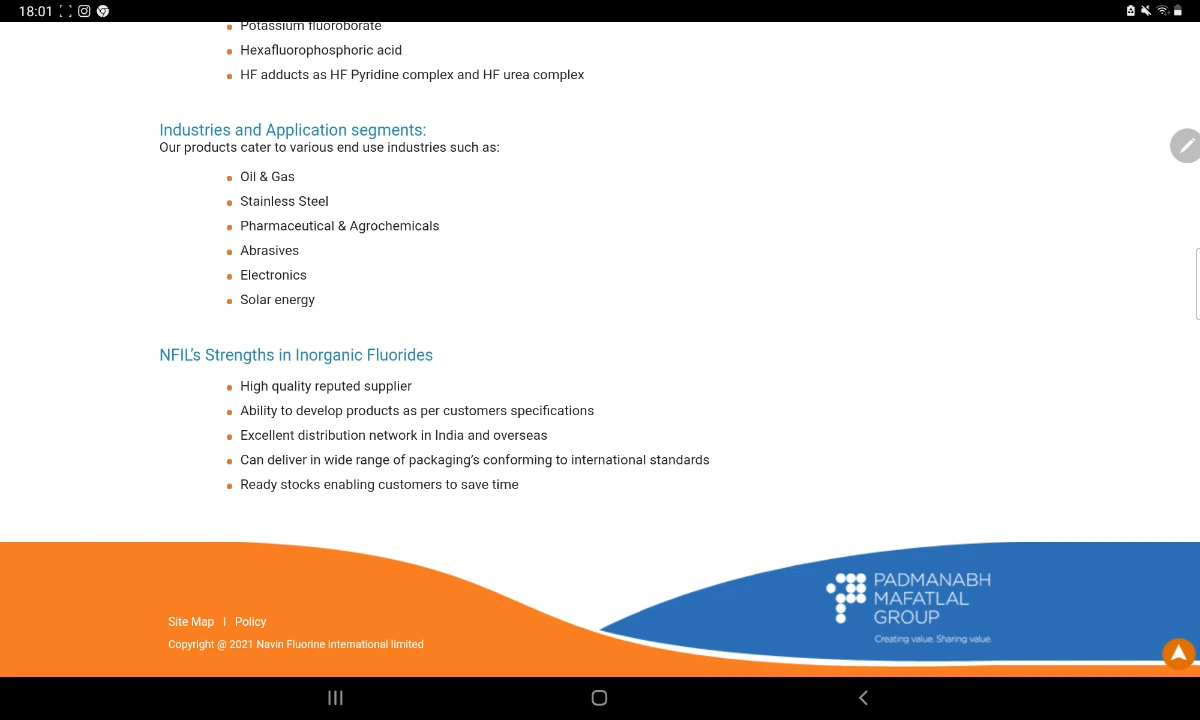 18:01
Potassium fluoroborate
Hexafluorophosphoric acid
HF adducts as HF Pyridine complex and HF urea complex
Industries and Application segments:
Our products cater to various end use industries such as:
Oil & Gas
Stainless Steel
Pharmaceutical & Agrochemicals
Abrasives
Electronics
Solar energy
NFIL's Strengths in Inorganic Fluorides
High quality reputed supplier
Ability to develop products as per customers specifications
Excellent distribution network in India and overseas
Can deliver in wide range of packaging's conforming to international standards
Ready stocks enabling customers to save time
PADMANABH
MAFATLAL
GROUP
Creating value. Sharing value.
Site Map | Policy
Copyright @ 2021 Navin Fluorine International limited